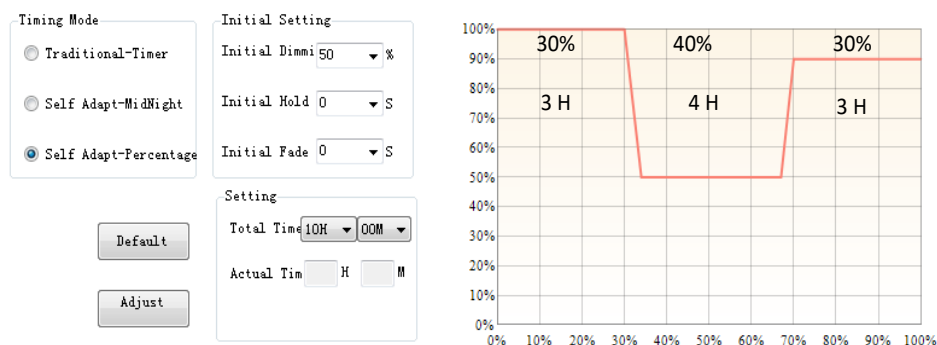 Timing Mode
Traditional-Timer
Self Adapt-MidNight
Self Adapt-Percentage
Default
Adjust
Initial Setting
Initial Dimmi 50 %
Initial Hold 0 S
Initial Fade 0 S
Setting
Total Time 10H 00M
Actual Tim H M
100%
90%
80%
70%
60%
50%
40%
30%
20%
10%
0%
30% 40% 30%
3 H 4 H 3 H
0% 10% 20% 30% 40% 50% 60% 70% 80% 90% 100%